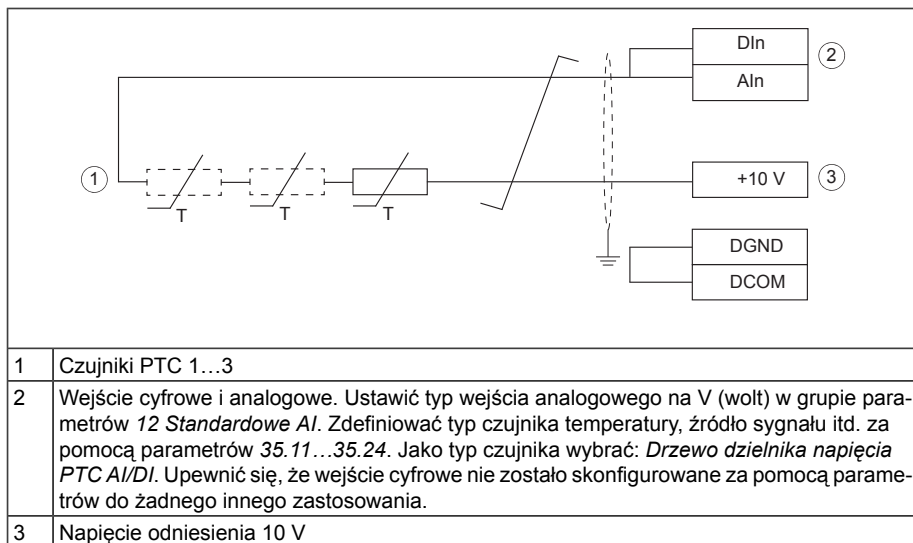 DIn
2
AIn
1
T
T
T
+10 V
3
DGND
DCOM
1 Czujniki PTC 1…3
2 Wejście cyfrowe i analogowe. Ustawić typ wejścia analogowego na V (wolt) w grupie para-
metrów 12 Standardowe AI. Zdefiniować typ czujnika temperatury, źródło sygnału itd. za
pomocą parametrów 35.11…35.24. Jako typ czujnika wybrać: Drzewo dzielnika napięcia
PTC AI/DI. Upewnić się, że wejście cyfrowe nie zostało skonfigurowane za pomocą parame-
trów do żadnego innego zastosowania.
3 Napięcie odniesienia 10 V